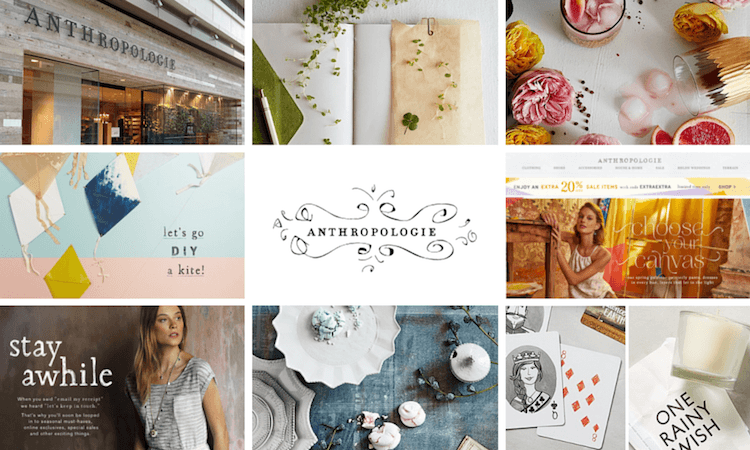 ANTHROPOLOGIE
let's go
DIY
a kite!
ANTHROPOLOGIE
ANTHROPOLOGIE
ENJOY AN EXTRA 20% SALE ITEMS with code EXTRAEXTRA
SHOP >
choose
your
canvas
stay
awhile
When you said "email my receipt"
we heard "let's keep in touch."
That's why you'll soon be looped
in to seasonal must-haves,
online exclusives, special sales
and other exciting things.
8
8
ONE
RAINY
WISH